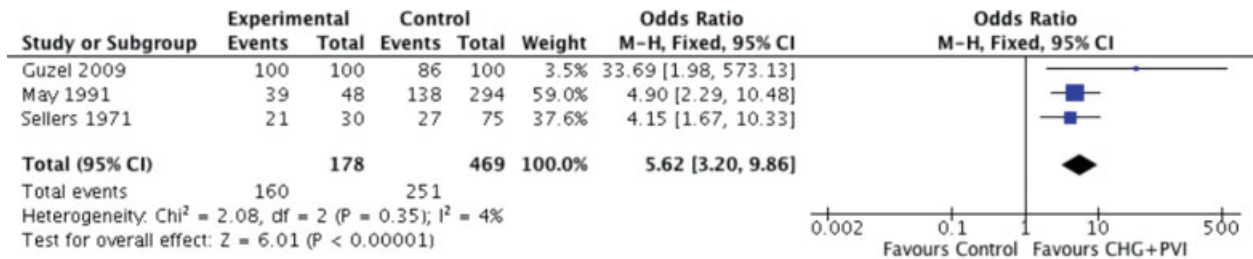 Experimental Control Odds Ratio Odds Ratio
Study or Subgroup Events Total Events Total Weight M-H, Fixed, 95% CI M-H, Fixed, 95% CI
Guzel 2009 100 100 86 100 3.5% 33.69 [1.98, 573.13]
May 1991 39 48 138 294 59.0% 4.90 [2.29, 10.48]
Sellers 1971 21 30 27 75 37.6% 4.15 [1.67, 10.33]
Total (95% CI) 178 469 100.0% 5.62 [3.20, 9.86]
Total events 160 251
Heterogeneity: Chi² = 2.08, df = 2 (P = 0.35); I² = 4%
Test for overall effect: Z = 6.01 (P < 0.00001)
0.002 0.1 1 10 500
Favours Control Favours CHG+PVI